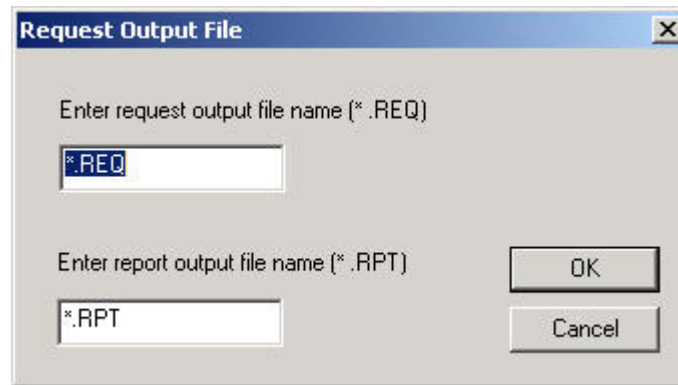 Request Output File
Enter request output file name (* .REQ)
*.REQ
Enter report output file name (* .RPT)
*.RPT
OK
Cancel